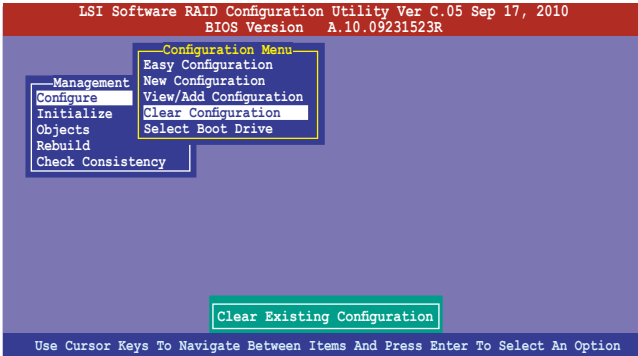 LSI Software RAID Configuration Utility Ver C.05 Sep 17, 2010
BIOS Version A.10.09231523R
Configuration Menu
Easy Configuration
New Configuration
View/Add Configuration
Clear Configuration
Select Boot Drive
Management
Configure
Initialize
Objects
Rebuild
Check Consistency
Clear Existing Configuration
Use Cursor Keys To Navigate Between Items And Press Enter To Select An Option